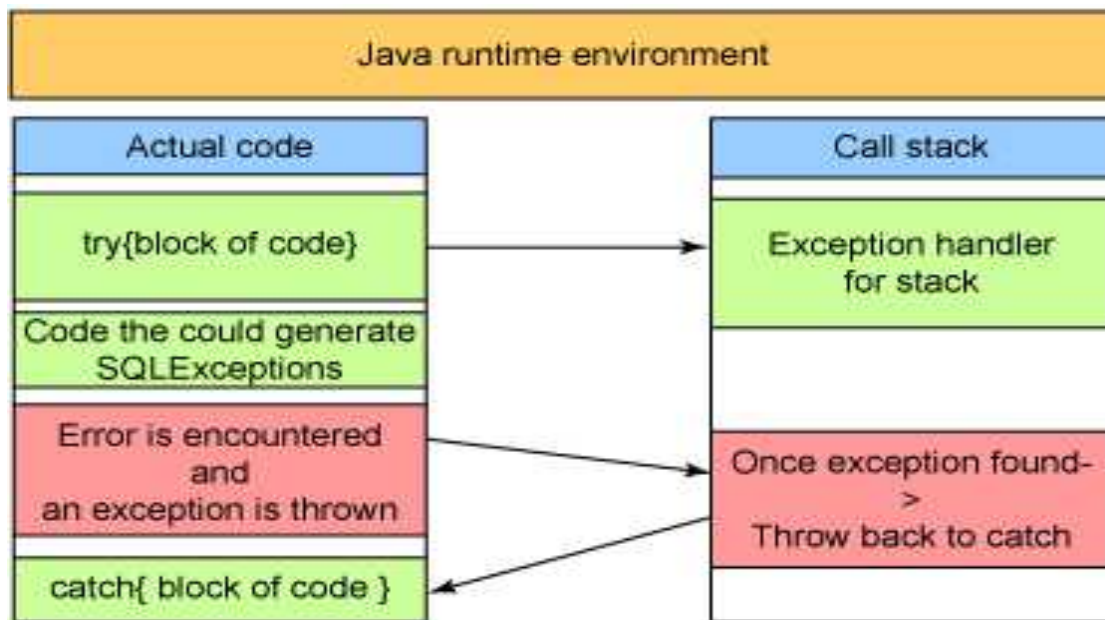 Java runtime environment
Actual code
try{block of code}
Code the could generate
SQLExceptions
Error is encountered
and
an exception is thrown
catch{ block of code }
Call stack
Exception handler
for stack
Once exception found-
>
Throw back to catch